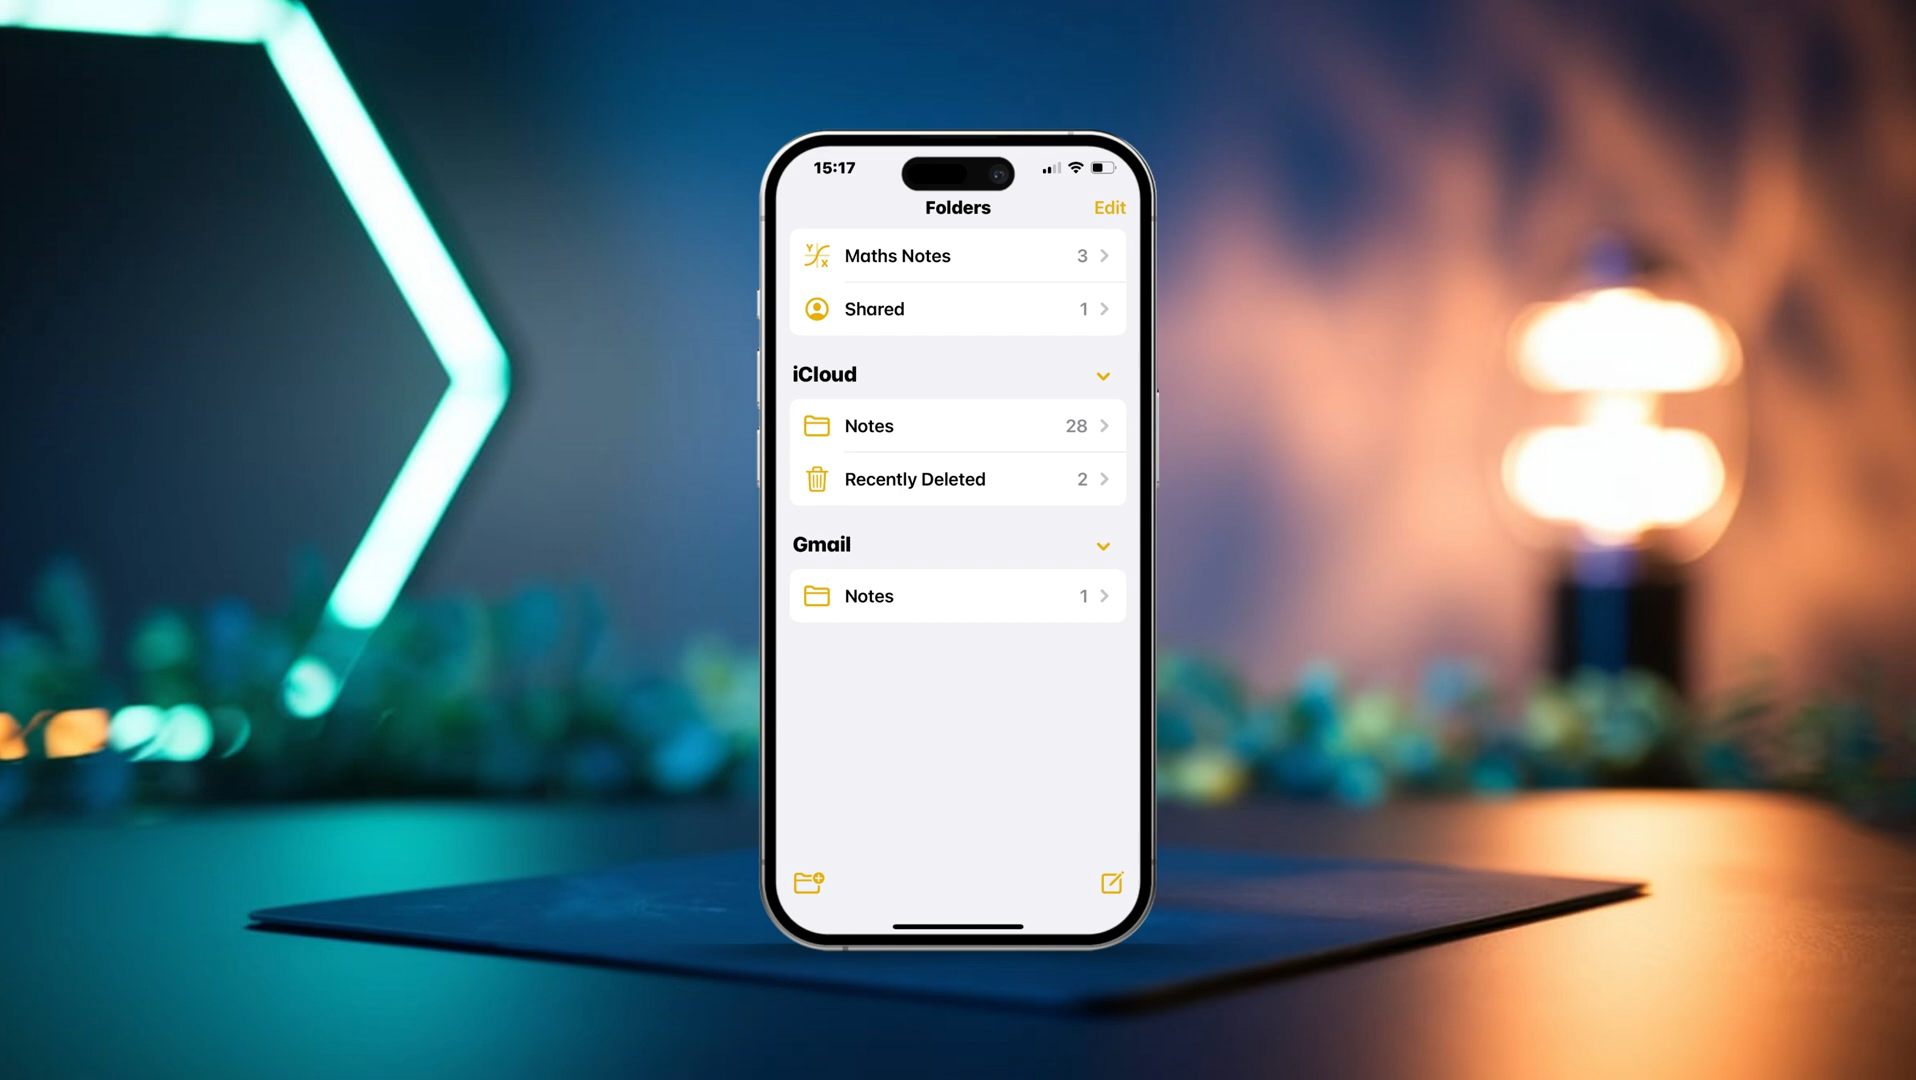 15:17
Folders
Edit
Maths Notes 3
Shared 1
iCloud
Notes 28
Recently Deleted 2
Gmail
Notes 1